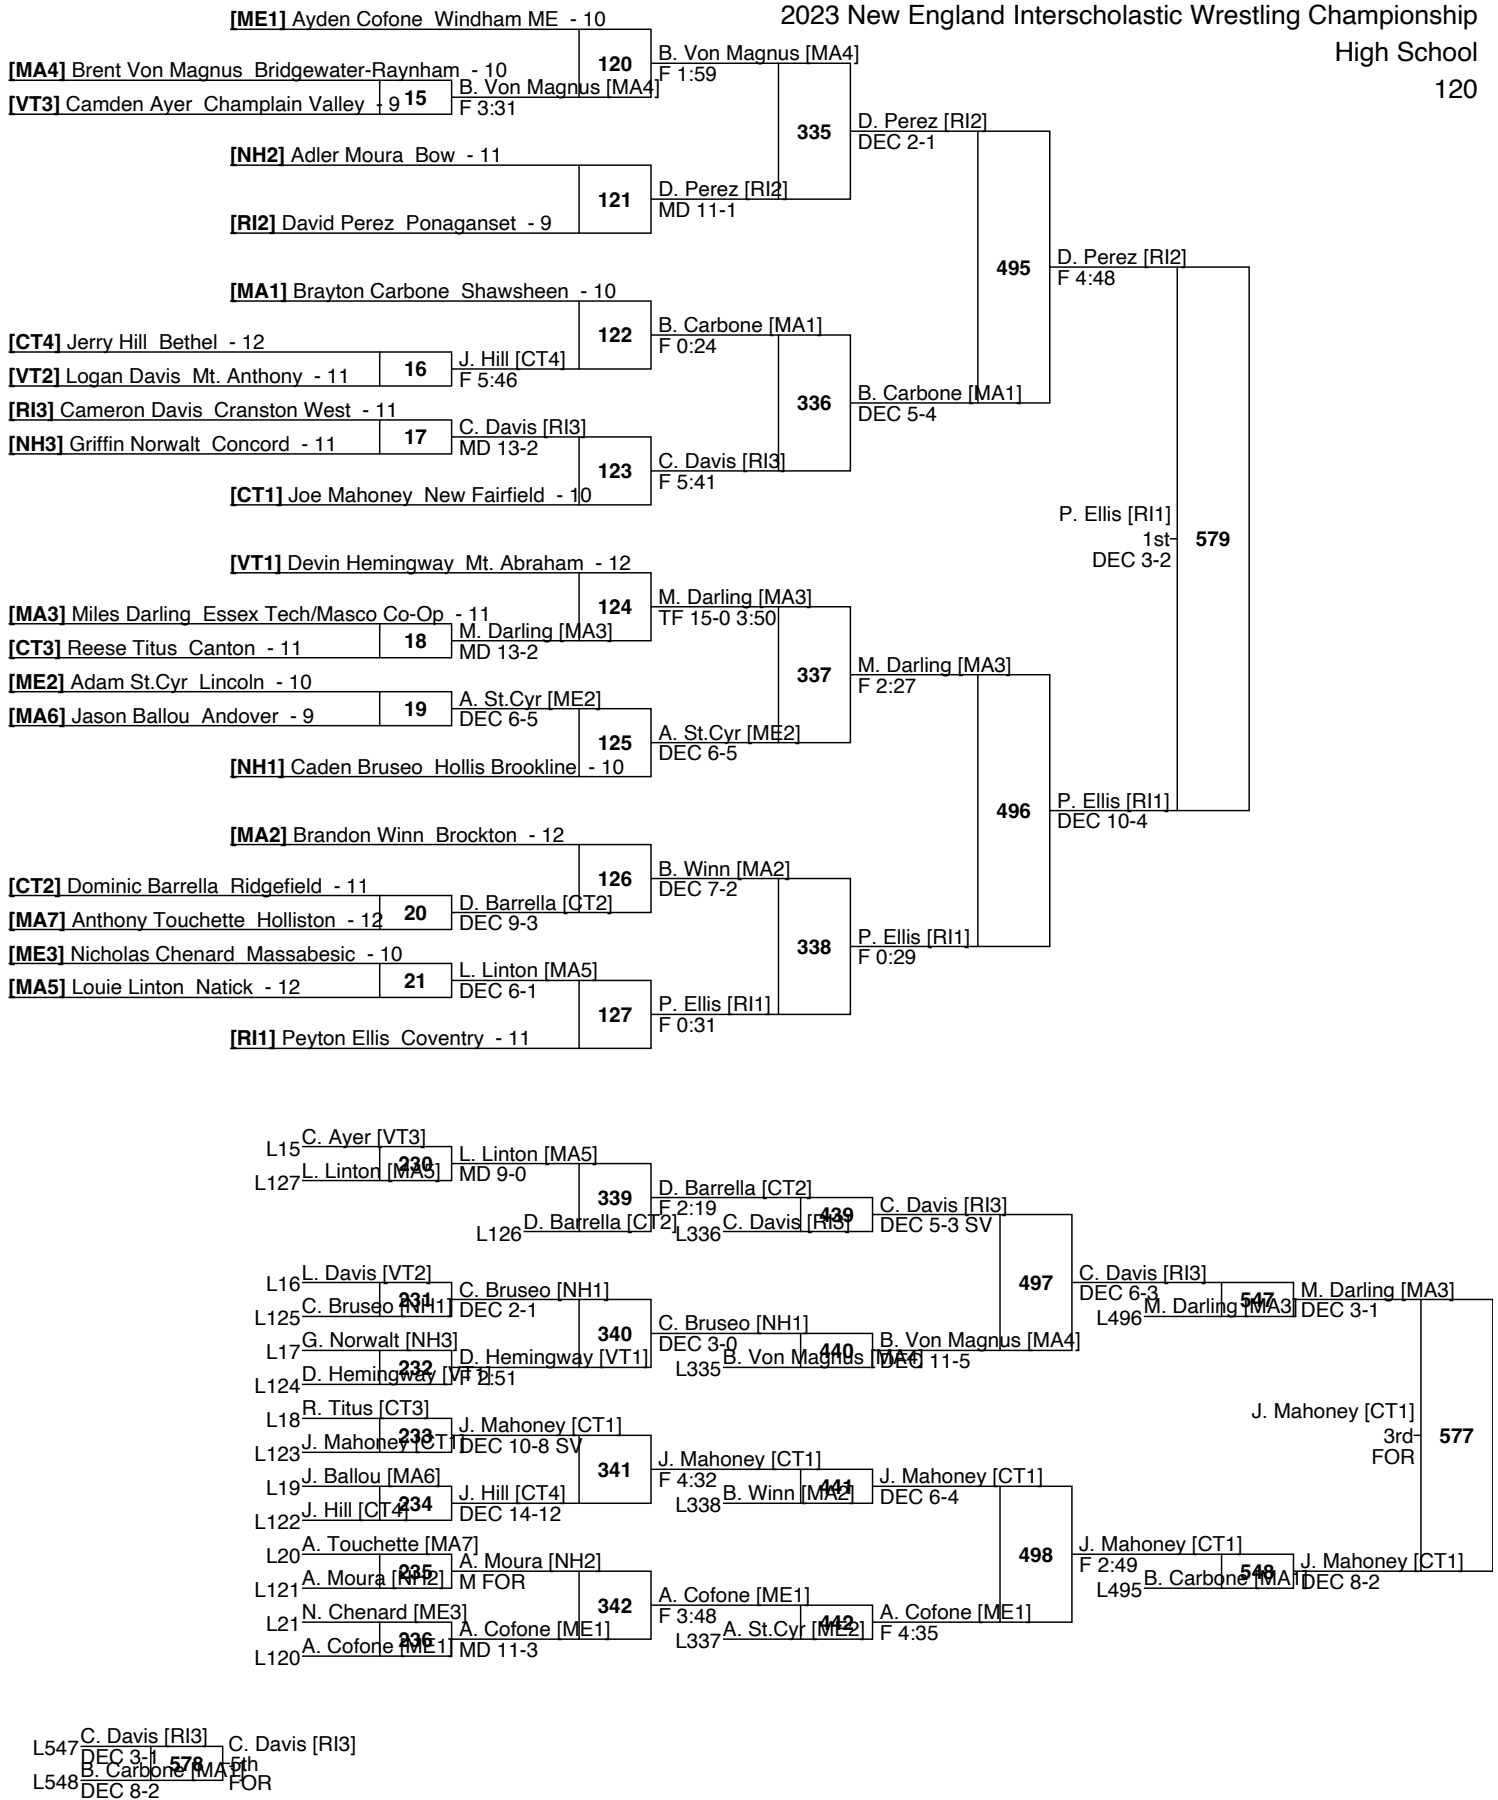 2023 New England Interscholastic Wrestling Championship
High School
120
[ME1] Ayden Cofone Windham ME - 10
[MA4] Brent Von Magnus Bridgewater-Raynham - 10
[VT3] Camden Ayer Champlain Valley - 9
15
B. Von Magnus [MA4]
F 3:31
120
B. Von Magnus [MA4]
F 1:59
[NH2] Adler Moura Bow - 11
[RI2] David Perez Ponaganset - 9
121
D. Perez [RI2]
MD 11-1
335
D. Perez [RI2]
DEC 2-1
[MA1] Brayton Carbone Shawsheen - 10
[CT4] Jerry Hill Bethel - 12
[VT2] Logan Davis Mt. Anthony - 11
16
J. Hill [CT4]
F 5:46
122
B. Carbone [MA1]
F 0:24
[RI3] Cameron Davis Cranston West - 11
[NH3] Griffin Norwalt Concord - 11
17
C. Davis [RI3]
MD 13-2
[CT1] Joe Mahoney New Fairfield - 10
123
C. Davis [RI3]
F 5:41
336
B. Carbone [MA1]
DEC 5-4
495
D. Perez [RI2]
F 4:48
[VT1] Devin Hemingway Mt. Abraham - 12
[MA3] Miles Darling Essex Tech/Masco Co-Op - 11
[CT3] Reese Titus Canton - 11
18
M. Darling [MA3]
MD 13-2
124
M. Darling [MA3]
TF 15-0 3:50
[ME2] Adam St.Cyr Lincoln - 10
[MA6] Jason Ballou Andover - 9
19
A. St.Cyr [ME2]
DEC 6-5
[NH1] Caden Bruseo Hollis Brookline - 10
125
A. St.Cyr [ME2]
DEC 6-5
337
M. Darling [MA3]
F 2:27
[MA2] Brandon Winn Brockton - 12
[CT2] Dominic Barrella Ridgefield - 11
[MA7] Anthony Touchette Holliston - 12
20
D. Barrella [CT2]
DEC 9-3
126
B. Winn [MA2]
DEC 7-2
[ME3] Nicholas Chenard Massabesic - 10
[MA5] Louie Linton Natick - 12
21
L. Linton [MA5]
DEC 6-1
[RI1] Peyton Ellis Coventry - 11
127
P. Ellis [RI1]
F 0:31
338
P. Ellis [RI1]
F 0:29
496
P. Ellis [RI1]
DEC 10-4
P. Ellis [RI1]
1st
DEC 3-2
579
L15 C. Ayer [VT3]
L127 L. Linton [MA5]
230
L. Linton [MA5]
MD 9-0
L126 D. Barrella [CT2]
339
D. Barrella [CT2]
F 2:19
L336 C. Davis [RI3]
439
C. Davis [RI3]
DEC 5-3 SV
L16 L. Davis [VT2]
L125 C. Bruseo [NH1]
231
C. Bruseo [NH1]
DEC 2-1
L17 G. Norwalt [NH3]
L124 D. Hemingway [VT1]
232
D. Hemingway [VT1]
F 2:51
340
C. Bruseo [NH1]
DEC 3-0
L335 B. Von Magnus [MA4]
440
B. Von Magnus [MA4]
DEC 11-5
497
C. Davis [RI3]
DEC 6-3
L496 M. Darling [MA3]
547
M. Darling [MA3]
DEC 3-1
L18 R. Titus [CT3]
L123 J. Mahoney [CT1]
233
J. Mahoney [CT1]
DEC 10-8 SV
L19 J. Ballou [MA6]
L122 J. Hill [CT4]
234
J. Hill [CT4]
DEC 14-12
341
J. Mahoney [CT1]
F 4:32
L338 B. Winn [MA2]
441
J. Mahoney [CT1]
DEC 6-4
L20 A. Touchette [MA7]
L121 A. Moura [NH2]
235
A. Moura [NH2]
M FOR
L21 N. Chenard [ME3]
L120 A. Cofone [ME1]
236
A. Cofone [ME1]
MD 11-3
342
A. Cofone [ME1]
F 3:48
L337 A. St.Cyr [ME2]
442
A. Cofone [ME1]
F 4:35
498
J. Mahoney [CT1]
F 2:49
L495 B. Carbone [MA1]
548
J. Mahoney [CT1]
DEC 8-2
J. Mahoney [CT1]
3rd
FOR
577
L547 C. Davis [RI3]
DEC 3-1
L548 B. Carbone [MA1]
DEC 8-2
578
C. Davis [RI3]
5th
FOR